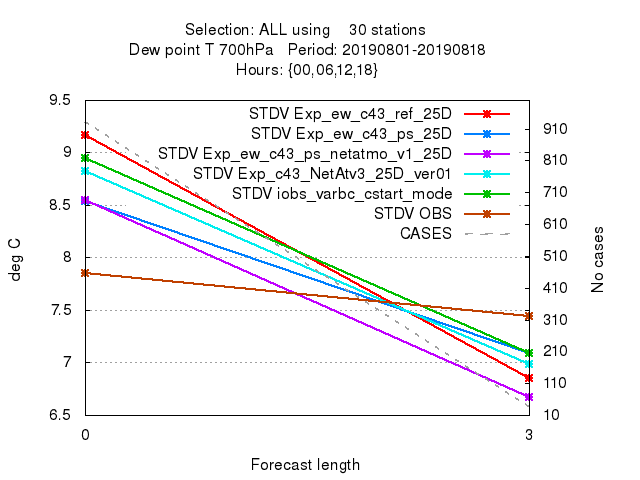 Selection: ALL using    30 stations
Dew point T 700hPa   Period: 20190801-20190818
Hours: {00,06,12,18}
STDV Exp_ew_c43_ref_25D
STDV Exp_ew_c43_ps_25D
STDV Exp_ew_c43_ps_netatmo_v1_25D
STDV Exp_c43_NetAtv3_25D_ver01
STDV iobs_varbc_cstart_mode
STDV OBS
CASES
deg C
9.5
9
8.5
8
7.5
7
6.5
No cases
910
810
710
610
510
410
310
210
110
10
0 3
Forecast length